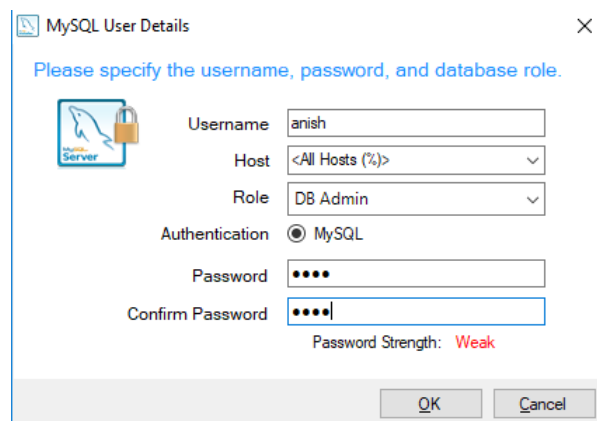 MySQL User Details
Please specify the username, password, and database role.
MySQL
Server
Username anish
Host <All Hosts (%)>
Role DB Admin
Authentication MySQL
Password ●●●●
Confirm Password ●●●●
Password Strength: Weak
OK Cancel